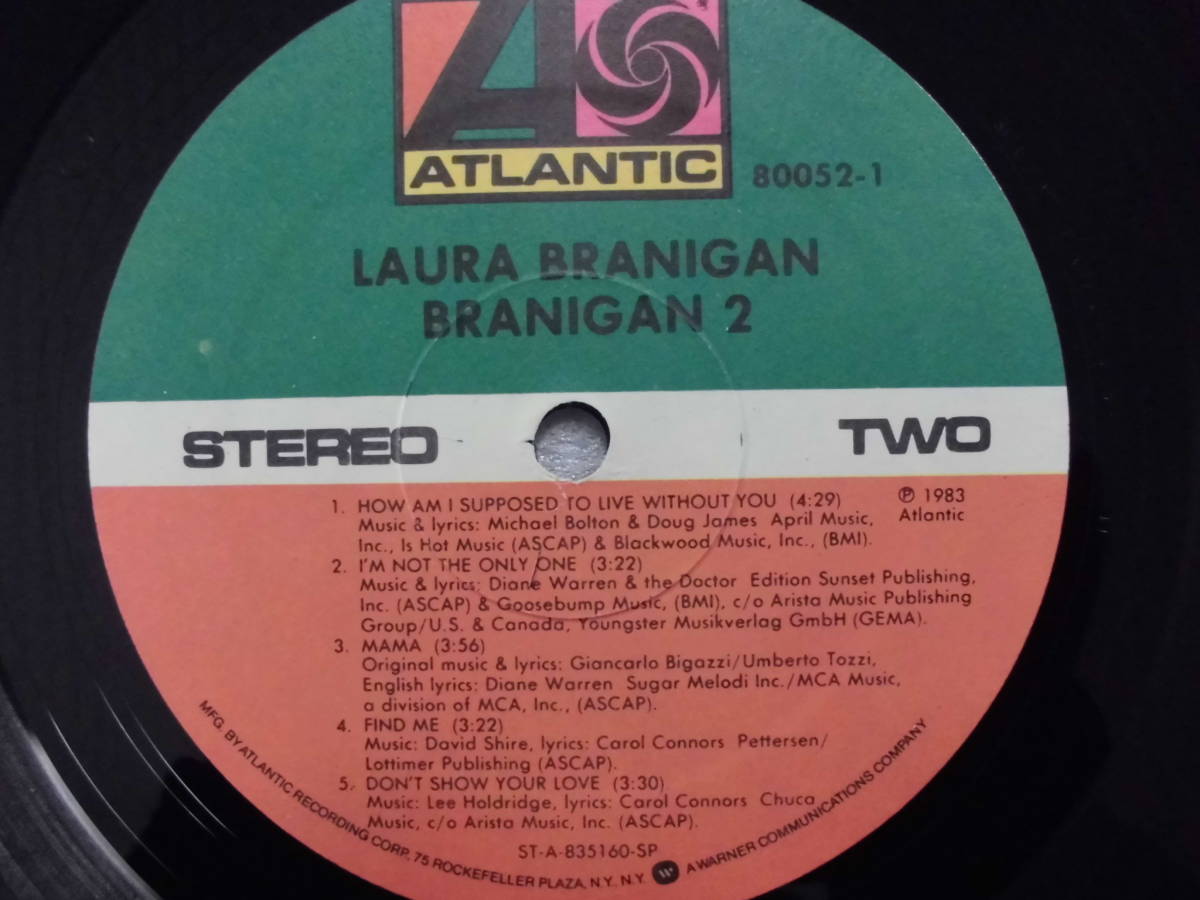 ATLANTIC
80052-1
LAURA BRANIGAN
BRANIGAN 2
STEREO
TWO
1. HOW AM I SUPPOSED TO LIVE WITHOUT YOU (4:29)
Music & lyrics: Michael Bolton & Doug James April Music,
Inc., Is Hot Music (ASCAP) & Blackwood Music, Inc., (BMI).
℗ 1983
Atlantic
2. I'M NOT THE ONLY ONE (3:22)
Music & lyrics: Diane Warren & the Doctor Edition Sunset Publishing,
Inc. (ASCAP) & Goosebump Music, (BMI), c/o Arista Music Publishing
Group/U.S. & Canada, Youngster Musikverlag GmbH (GEMA).
3. MAMA (3:56)
Original music & lyrics: Giancarlo Bigazzi/Umberto Tozzi,
English lyrics: Diane Warren Sugar Melodi Inc./MCA Music,
a division of MCA, Inc., (ASCAP).
4. FIND ME (3:22)
Music: David Shire, lyrics: Carol Connors Pettersen/
Lottimer Publishing (ASCAP).
5. DON'T SHOW YOUR LOVE (3:30)
Music: Lee Holdridge, lyrics: Carol Connors Chuca
Music, c/o Arista Music, Inc. (ASCAP).
ST-A-835160-SP
MFG. BY ATLANTIC RECORDING CORP. 75 ROCKEFELLER PLAZA, N.Y. N.Y. A WARNER COMMUNICATIONS COMPANY